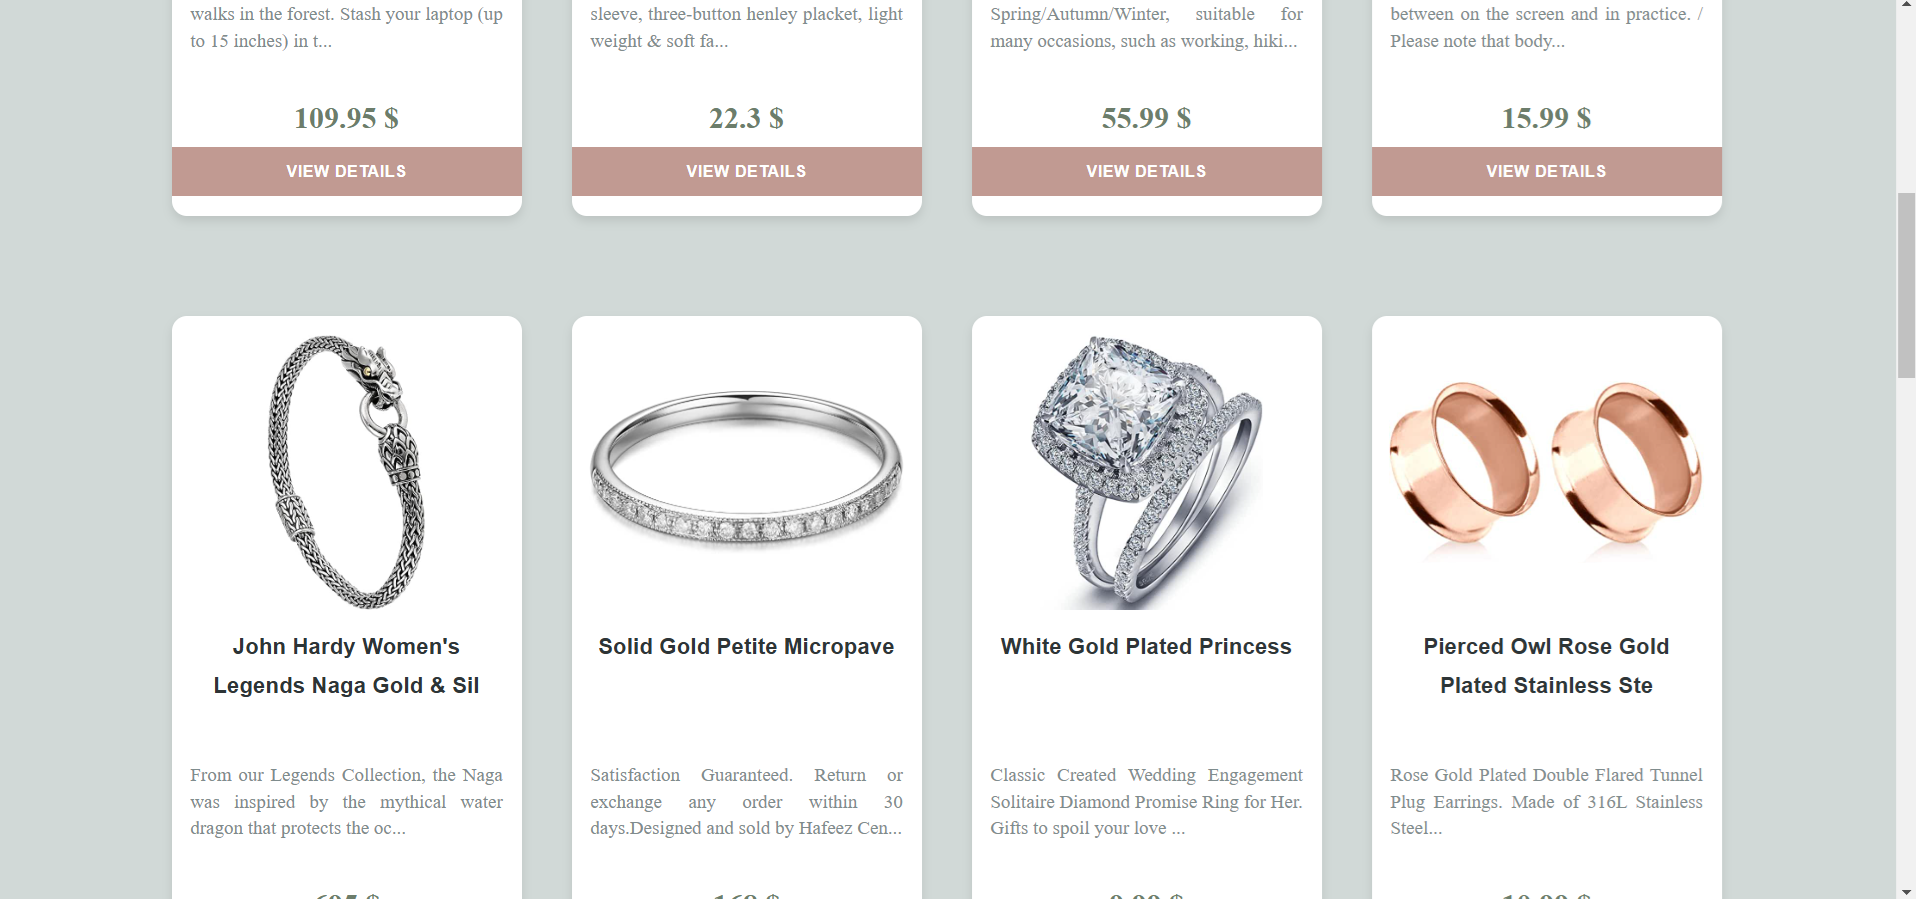 walks in the forest. Stash your laptop (up
to 15 inches) in t...
109.95 $
VIEW DETAILS
sleeve, three-button henley placket, light
weight & soft fa...
22.3 $
VIEW DETAILS
Spring/Autumn/Winter, suitable for
many occasions, such as working, hiki...
55.99 $
VIEW DETAILS
between on the screen and in practice. /
Please note that body...
15.99 $
VIEW DETAILS
John Hardy Women's
Legends Naga Gold & Sil
From our Legends Collection, the Naga
was inspired by the mythical water
dragon that protects the oc...
Solid Gold Petite Micropave
Satisfaction Guaranteed. Return or
exchange any order within 30
days.Designed and sold by Hafeez Cen...
White Gold Plated Princess
Classic Created Wedding Engagement
Solitaire Diamond Promise Ring for Her.
Gifts to spoil your love ...
Pierced Owl Rose Gold
Plated Stainless Ste
Rose Gold Plated Double Flared Tunnel
Plug Earrings. Made of 316L Stainless
Steel...